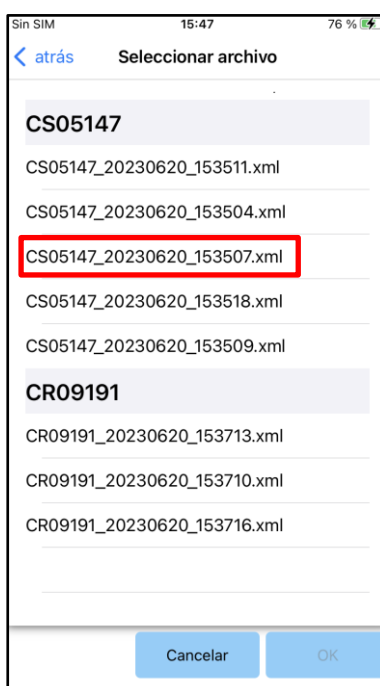 Sin SIM 15:47 76 %
atrás Seleccionar archivo
CS05147
CS05147_20230620_153511.xml
CS05147_20230620_153504.xml
CS05147_20230620_153507.xml
CS05147_20230620_153518.xml
CS05147_20230620_153509.xml
CR09191
CR09191_20230620_153713.xml
CR09191_20230620_153710.xml
CR09191_20230620_153716.xml
Cancelar OK